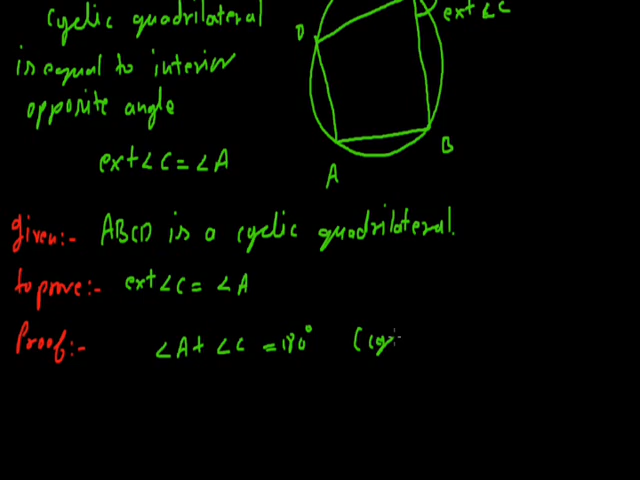 cyclic quadrilateral
is equal to interior
opposite angle
ext ∠C = ∠A
D
ext ∠C
B
A
given:- ABCD is a cyclic quadrilateral.
to prove:- ext ∠C = ∠A
Proof:- ∠A + ∠C = 180°